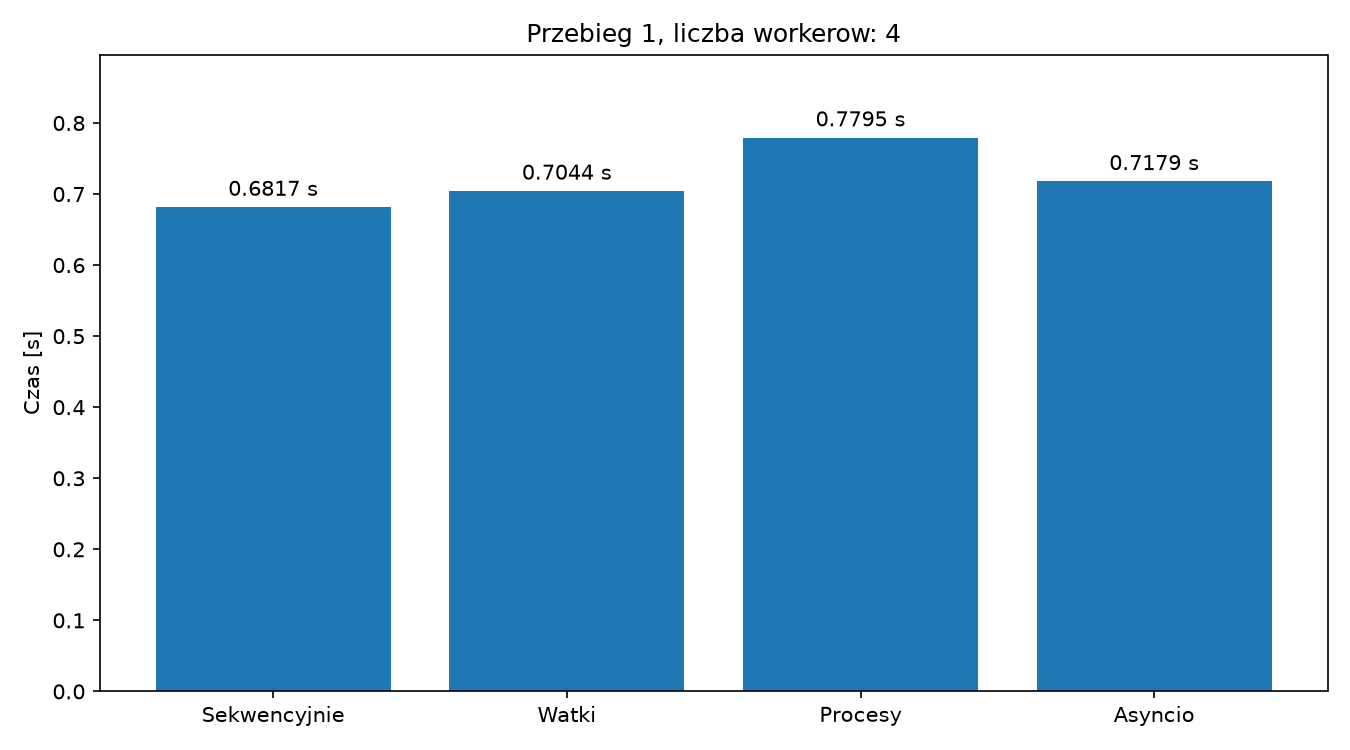 Przebieg 1, liczba workerow: 4
Czas [s]
0.8
0.7
0.6
0.5
0.4
0.3
0.2
0.1
0.0
0.6817 s
0.7044 s
0.7795 s
0.7179 s
Sekwencyjnie
Watki
Procesy
Asyncio